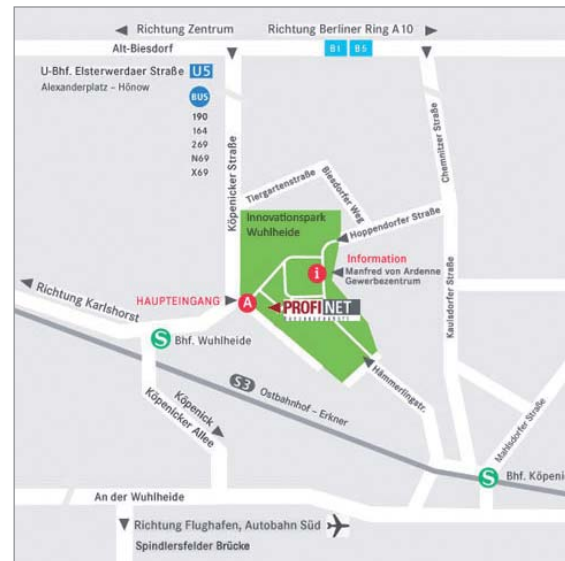 Richtung Zentrum
Richtung Berliner Ring A10
Alt-Biesdorf
B1
B5
U-Bhf. Elsterwerdaer Straße U5
Alexanderplatz – Hönow
BUS
190
164
269
N69
X69
Köpenicker Straße
Chemnitzer Straße
Tiergartenstraße
Biesdorfer Weg
Innovationspark
Wuhlheide
Hoppendorfer Straße
Information
i
Manfred von Ardenne
Gewerbezentrum
Kaulsdorfer Straße
Richtung Karlshorst
HAUPTEINGANG
A
PROFINET
S
Bhf. Wuhlheide
Hämmerlingstr.
S3
Ostbahnhof – Erkner
Köpenick
Köpenicker Allee
Mahlsdorfer Straße
S
Bhf. Köpeni
An der Wuhlheide
Richtung Flughafen, Autobahn Süd
Spindlersfelder Brücke